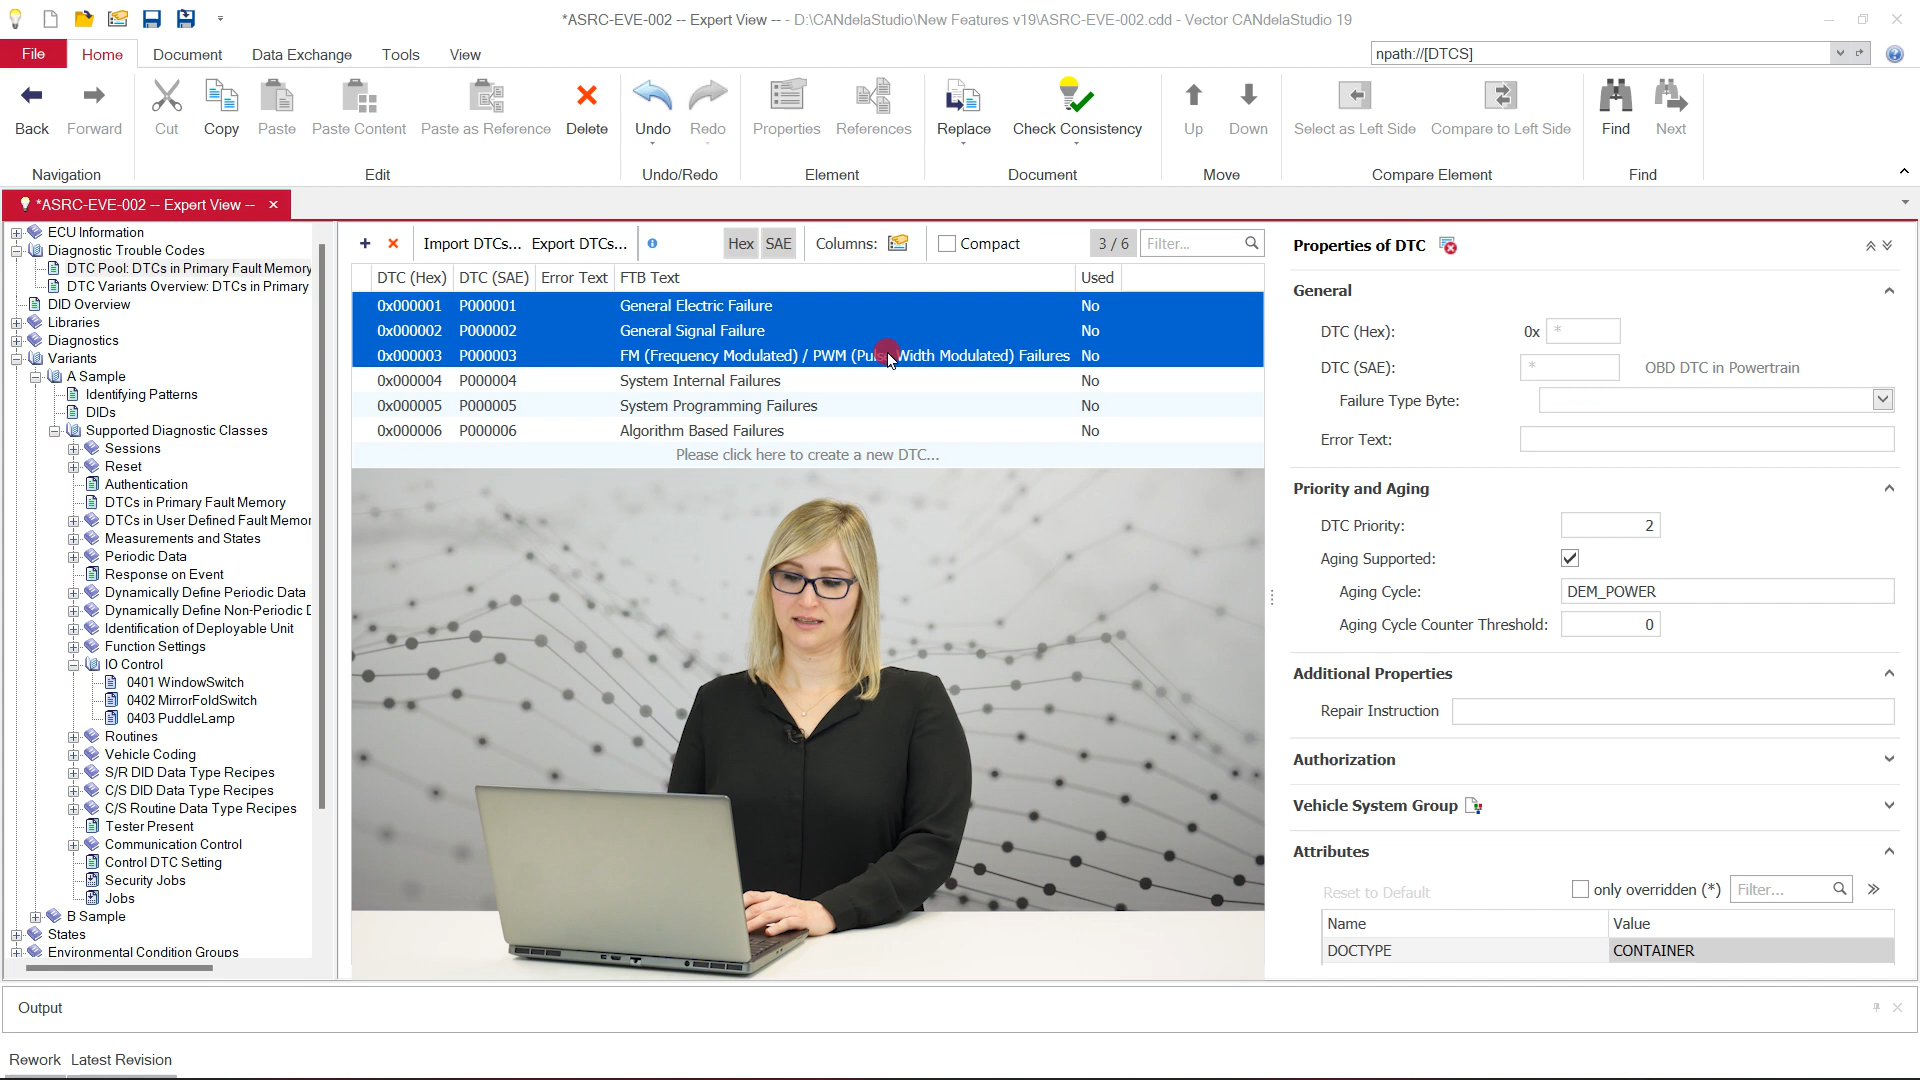 *ASRC-EVE-002 -- Expert View -- - D:\CANdelaStudio\New Features v19\ASRC-EVE-002.cdd - Vector CANdelaStudio 19
File Home Document Data Exchange Tools View npath://[DTCS]
Back Forward Cut Copy Paste Paste Content Paste as Reference Delete Undo Redo Properties References Replace Check Consistency Up Down Select as Left Side Compare to Left Side Find Next
Navigation Edit Undo/Redo Element Document Move Compare Element Find
*ASRC-EVE-002 -- Expert View --
ECU Information
Diagnostic Trouble Codes
DTC Pool: DTCs in Primary Fault Memory
DTC Variants Overview: DTCs in Primary
DID Overview
Libraries
Diagnostics
Variants
A Sample
Identifying Patterns
DIDs
Supported Diagnostic Classes
Sessions
Reset
Authentication
DTCs in Primary Fault Memory
DTCs in User Defined Fault Memor
Measurements and States
Periodic Data
Response on Event
Dynamically Define Periodic Data
Dynamically Define Non-Periodic D
Identification of Deployable Unit
Function Settings
IO Control
0401 WindowSwitch
0402 MirrorFoldSwitch
0403 PuddleLamp
Routines
Vehicle Coding
S/R DID Data Type Recipes
C/S DID Data Type Recipes
C/S Routine Data Type Recipes
Tester Present
Communication Control
Control DTC Setting
Security Jobs
Jobs
B Sample
States
Environmental Condition Groups
Import DTCs... Export DTCs... Hex SAE Columns: Compact 3 / 6 Filter...
DTC (Hex) DTC (SAE) Error Text FTB Text Used
0x000001 P000001 General Electric Failure No
0x000002 P000002 General Signal Failure No
0x000003 P000003 FM (Frequency Modulated) / PWM (Pulse Width Modulated) Failures No
0x000004 P000004 System Internal Failures No
0x000005 P000005 System Programming Failures No
0x000006 P000006 Algorithm Based Failures No
Please click here to create a new DTC...
Properties of DTC
General
DTC (Hex): 0x *
DTC (SAE): * OBD DTC in Powertrain
Failure Type Byte:
Error Text:
Priority and Aging
DTC Priority: 2
Aging Supported:
Aging Cycle: DEM_POWER
Aging Cycle Counter Threshold: 0
Additional Properties
Repair Instruction
Authorization
Vehicle System Group
Attributes
Reset to Default only overridden (*) Filter...
Name Value
DOCTYPE CONTAINER
Output
Rework Latest Revision